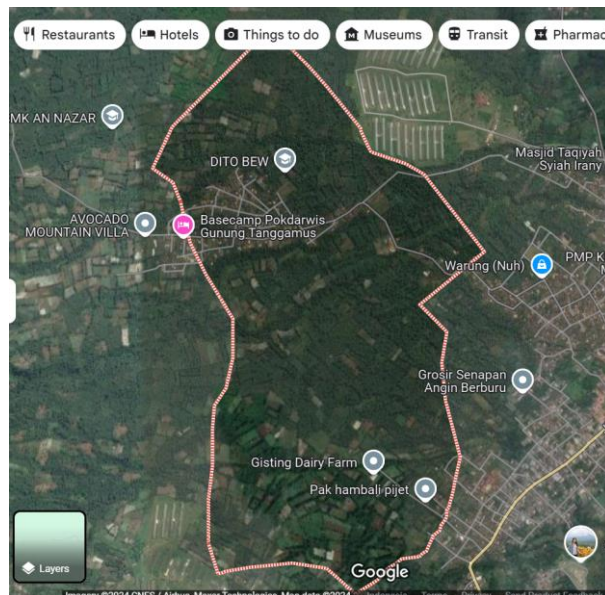 Restaurants
Hotels
Things to do
Museums
Transit
Pharmac
MK AN NAZAR
DITO BEW
Masjid Taqiyah
Syiah Irany
AVOCADO
MOUNTAIN VILLA
Basecamp Pokdarwis
Gunung Tanggamus
Warung (Nuh)
PMP K
Grosir Senapan
Angin Berburu
Gisting Dairy Farm
Pak hambali pijet
Layers
Google